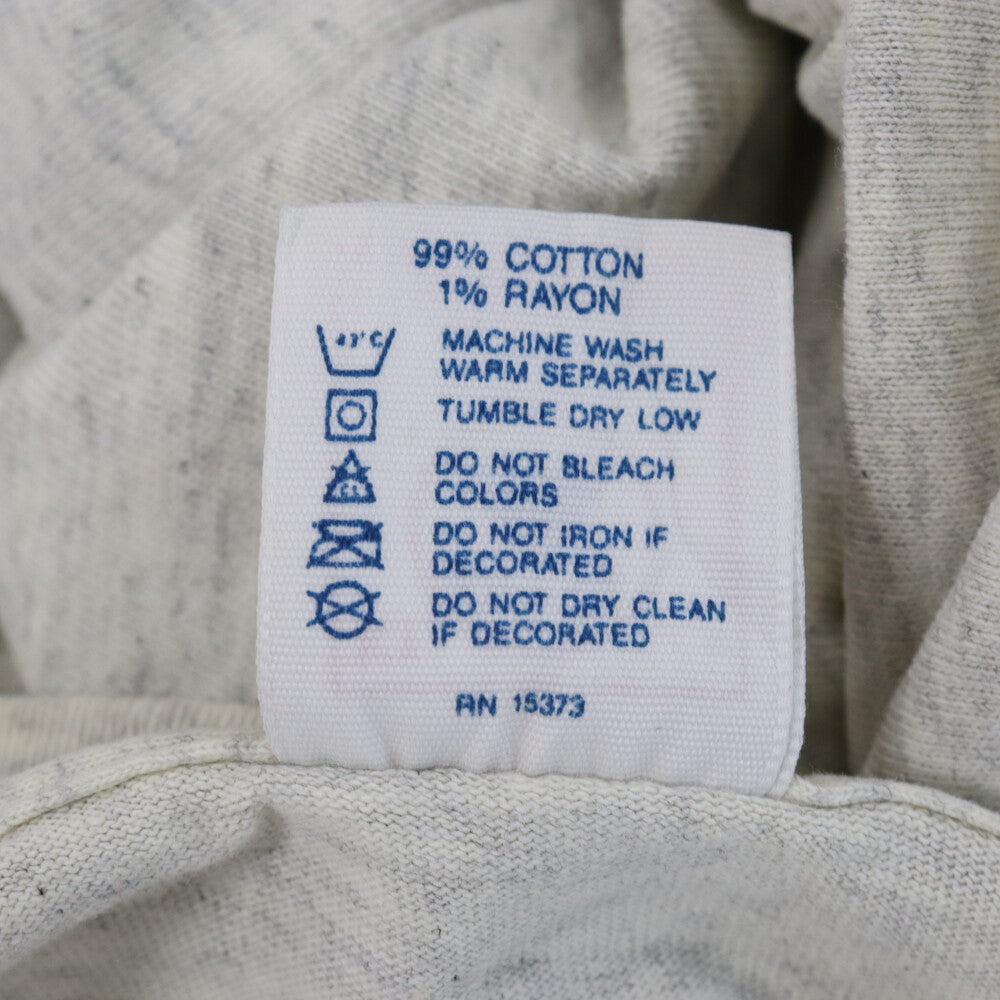 99% COTTON
1% RAYON
MACHINE WASH
WARM SEPARATELY
TUMBLE DRY LOW
DO NOT BLEACH
COLORS
DO NOT IRON IF
DECORATED
DO NOT DRY CLEAN
IF DECORATED
RN 15373